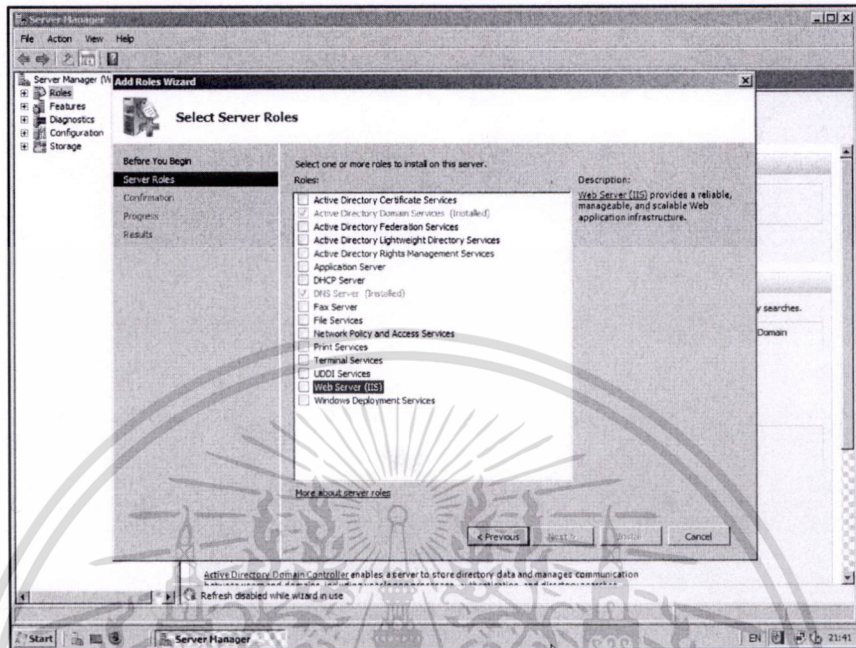 Server Manager
File Action View Help
Server Manager (W
Roles
Features
Diagnostics
Configuration
Storage
Add Roles Wizard
Select Server Roles
Before You Begin
Server Roles
Confirmation
Progress
Results
Select one or more roles to install on this server.
Roles:
Active Directory Certificate Services
Active Directory Domain Services (Installed)
Active Directory Federation Services
Active Directory Lightweight Directory Services
Active Directory Rights Management Services
Application Server
DHCP Server
DNS Server (Installed)
Fax Server
File Services
Network Policy and Access Services
Print Services
Terminal Services
UDDI Services
Web Server (IIS)
Windows Deployment Services
More about server roles
Description:
Web Server (IIS) provides a reliable,
manageable, and scalable Web
application infrastructure.
y searches.
Domain
< Previous
Next >
Install
Cancel
Active Directory Domain Controller enables a server to store directory data and manages communication
Refresh disabled while wizard in use
Start
Server Manager
EN
21:41